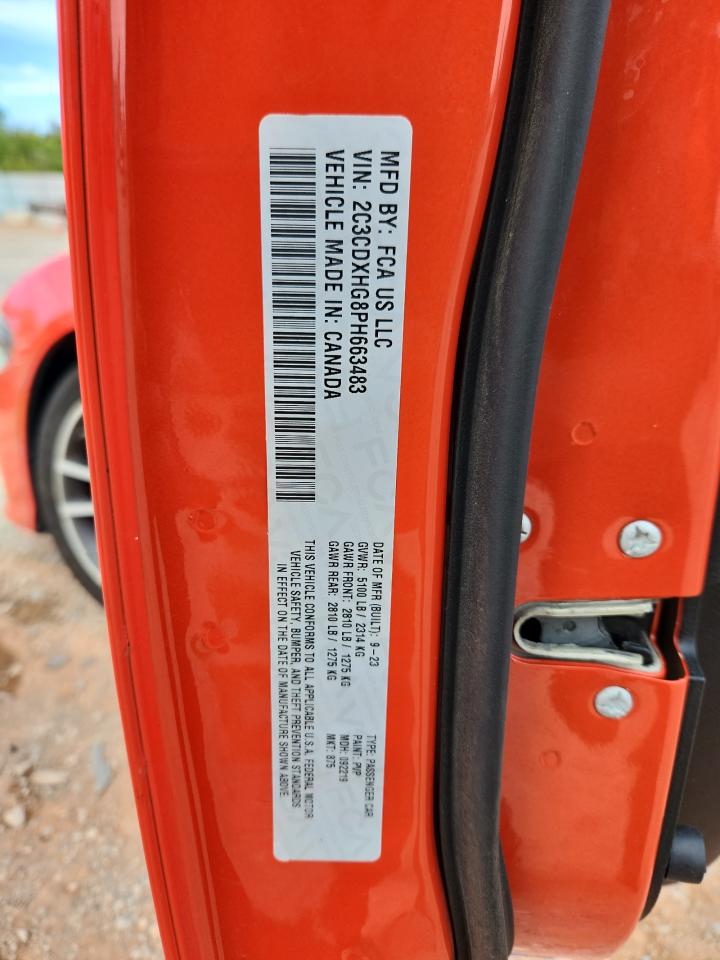 MFD BY: FCA US LLC
VIN: 2C3CDXHG8PH663483
VEHICLE MADE IN: CANADA
DATE OF MFR (BUILT): 9-23
GVWR: 5100 LB / 2314 KG
GAWR FRONT: 2810 LB / 1275 KG
GAWR REAR: 2810 LB / 1275 KG
THIS VEHICLE CONFORMS TO ALL APPLICABLE U.S.A. FEDERAL MOTOR
VEHICLE SAFETY, BUMPER, AND THEFT PREVENTION STANDARDS
IN EFFECT ON THE DATE OF MANUFACTURE SHOWN ABOVE.
TYPE: PASSENGER CAR
PAINT: PVP
MDH: 092219
MKT: 875